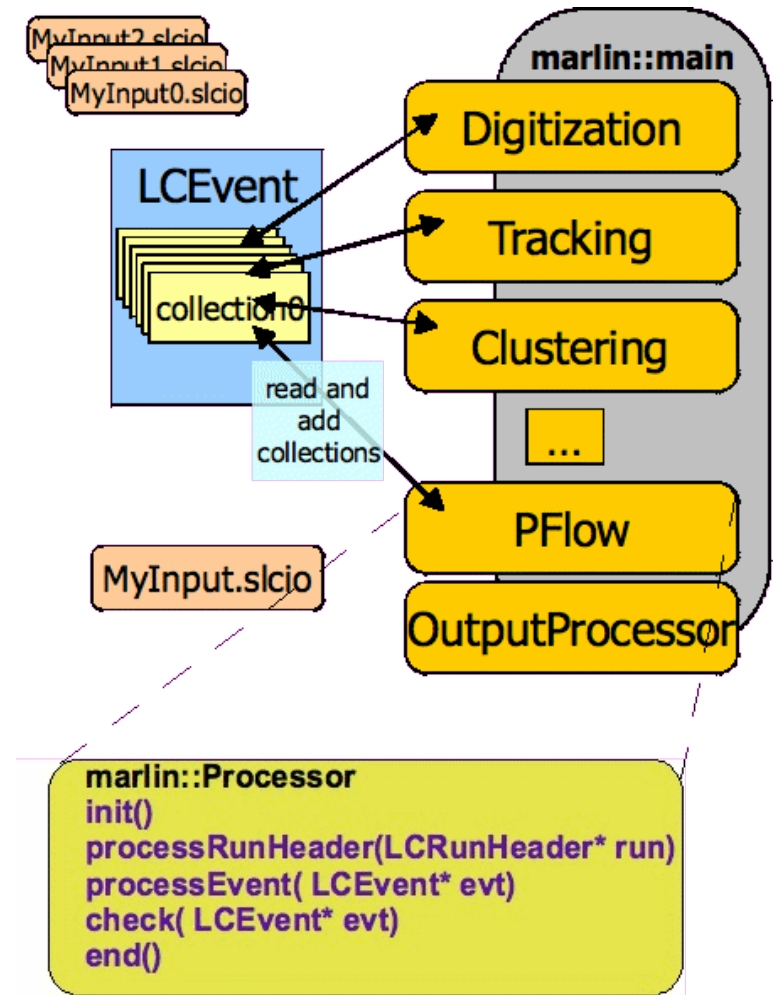 MyInput2.slcio
MyInput1.slcio
MyInput0.slcio
marlin::main
Digitization
LCEvent
Tracking
collection0
Clustering
read and
add
collections
...
PFlow
MyInput.slcio
OutputProcessor
marlin::Processor
init()
processRunHeader(LCRunHeader* run)
processEvent( LCEvent* evt)
check( LCEvent* evt)
end()